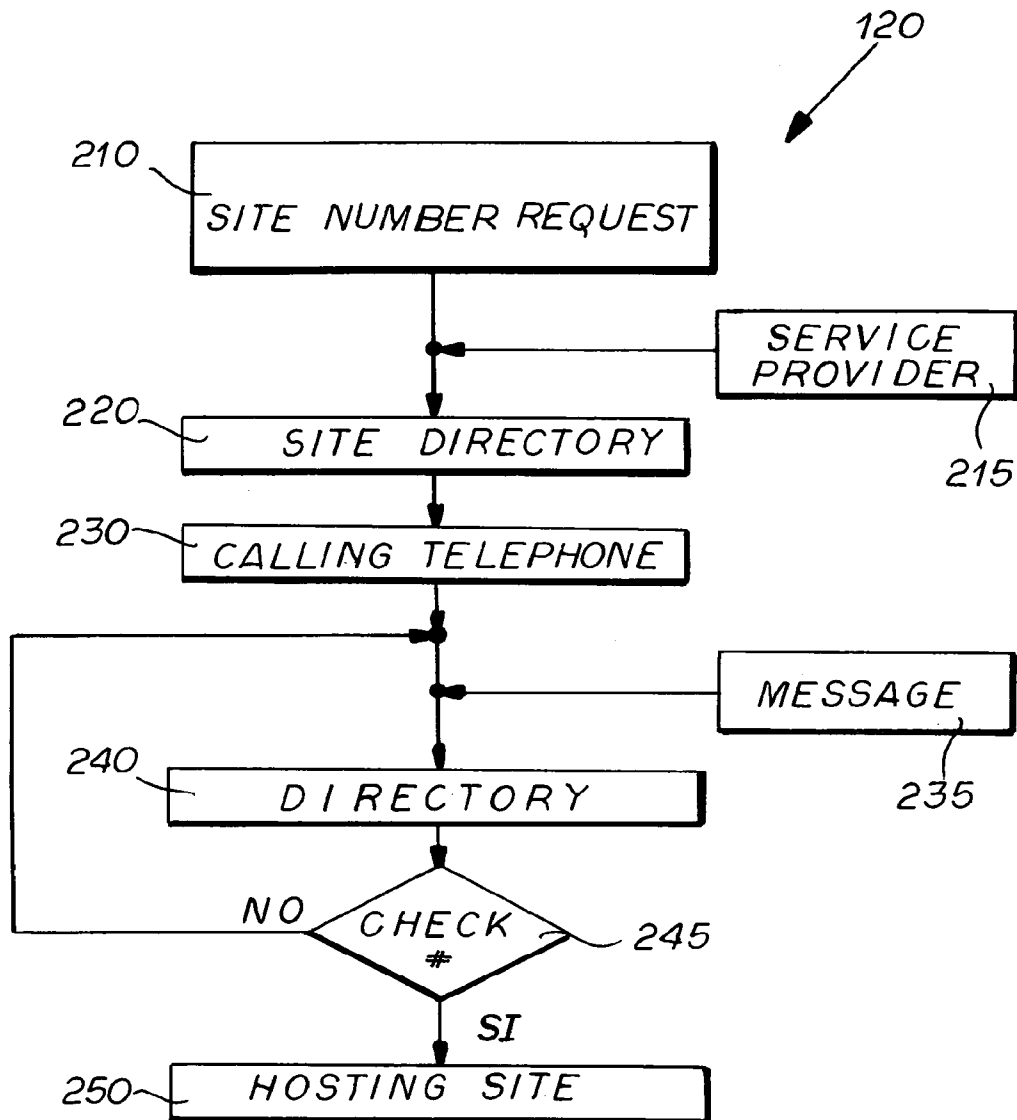 120
210
SITE NUMBER REQUEST
SERVICE
PROVIDER
215
220
SITE DIRECTORY
230
CALLING TELEPHONE
MESSAGE
235
240
DIRECTORY
NO
CHECK
#
245
SI
HOSTING SITE
250